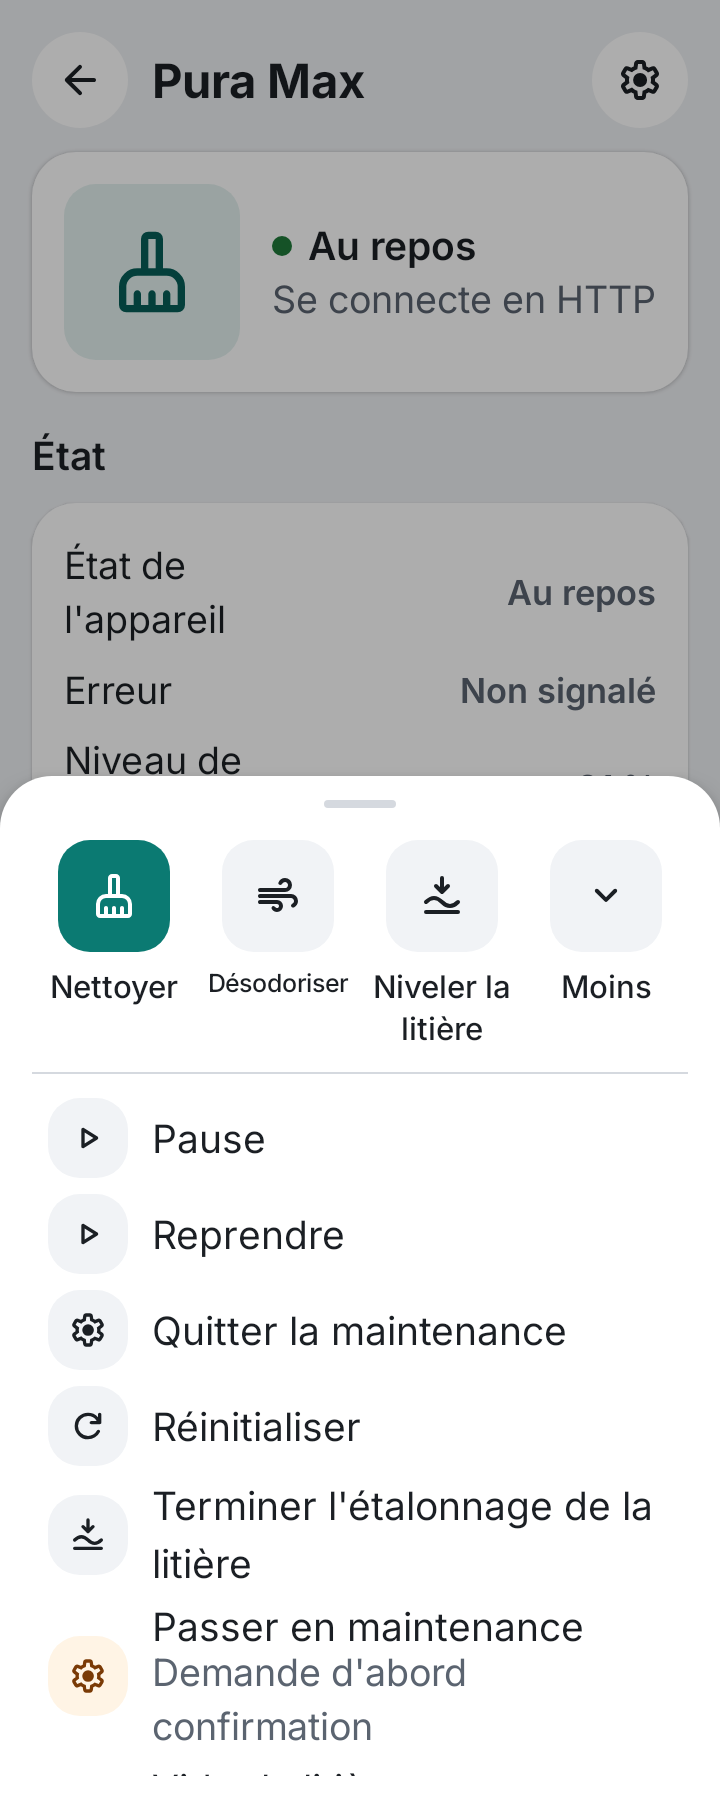 Pura Max
Au repos
Se connecte en HTTP
État
État de
l'appareil
Au repos
Erreur
Non signalé
Niveau de
Nettoyer
Désodoriser
Niveler la
litière
Moins
Pause
Reprendre
Quitter la maintenance
Réinitialiser
Terminer l'étalonnage de la
litière
Passer en maintenance
Demande d'abord
confirmation